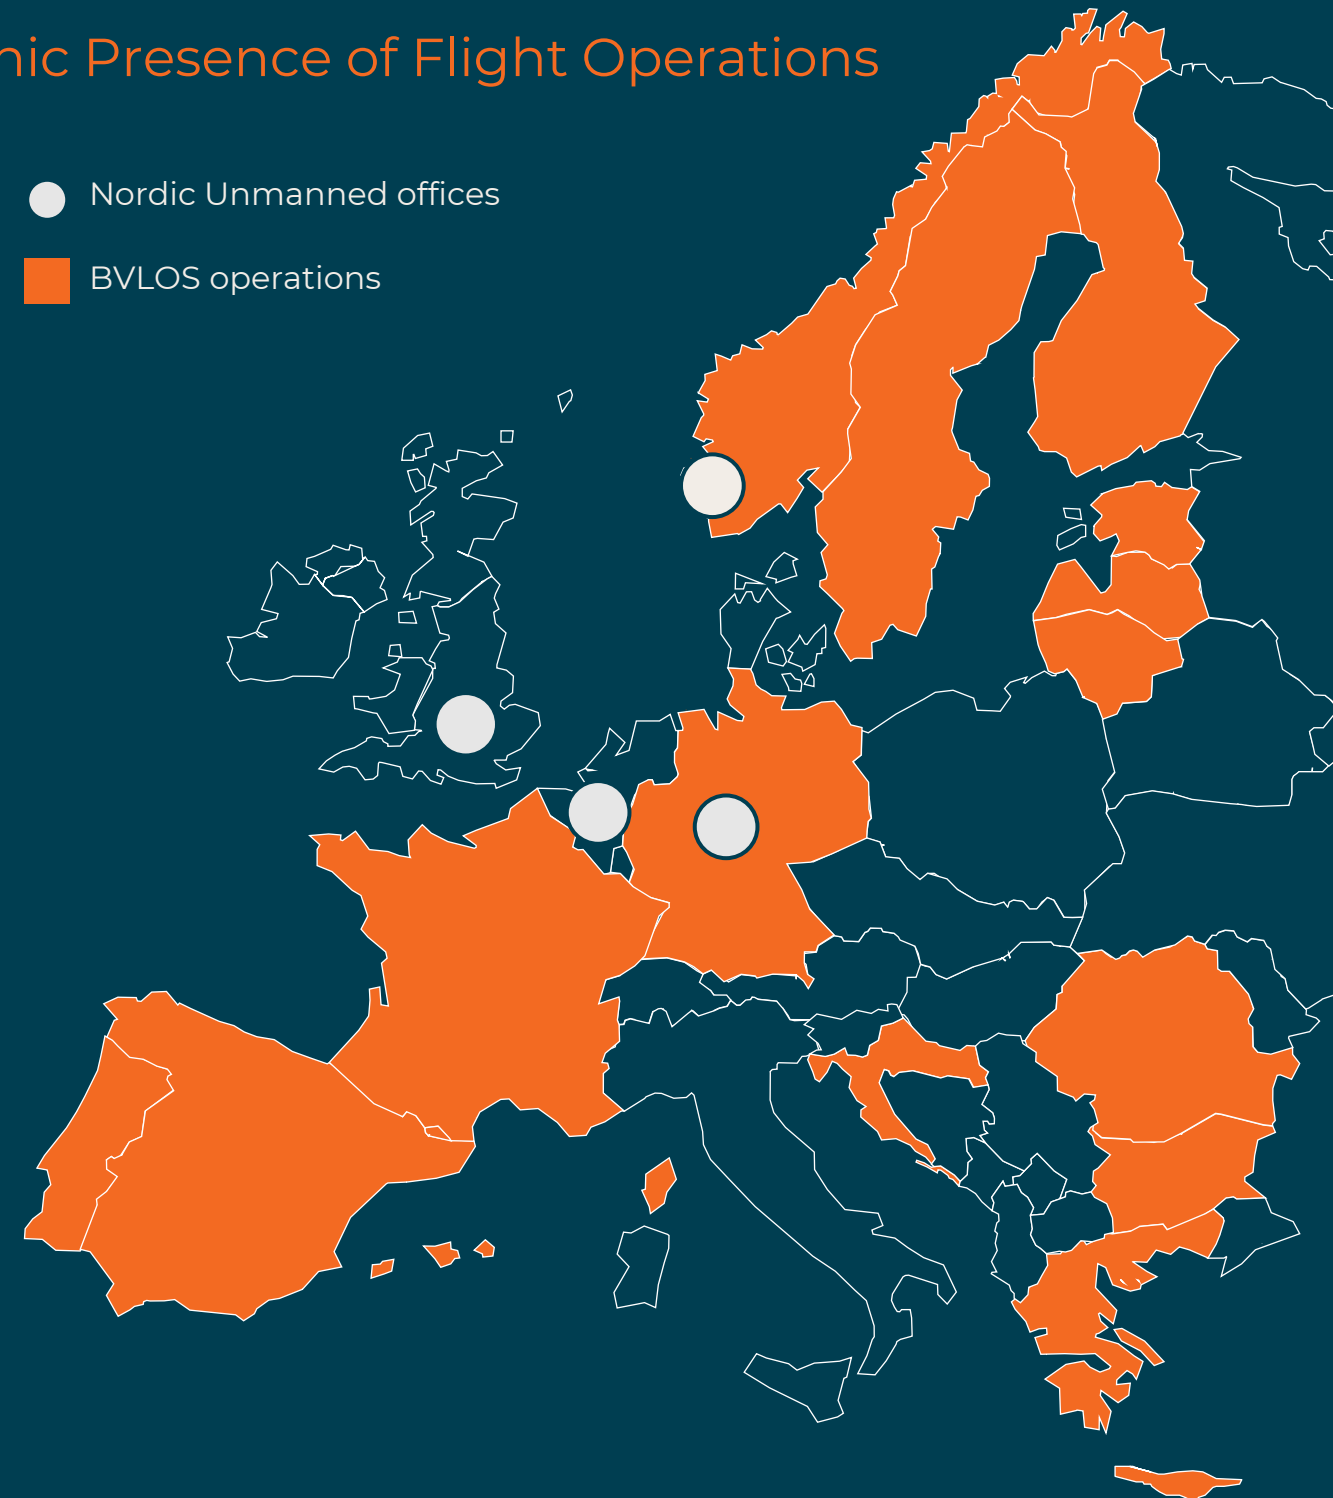 nic Presence of Flight Operations
Nordic Unmanned offices
BVLOS operations